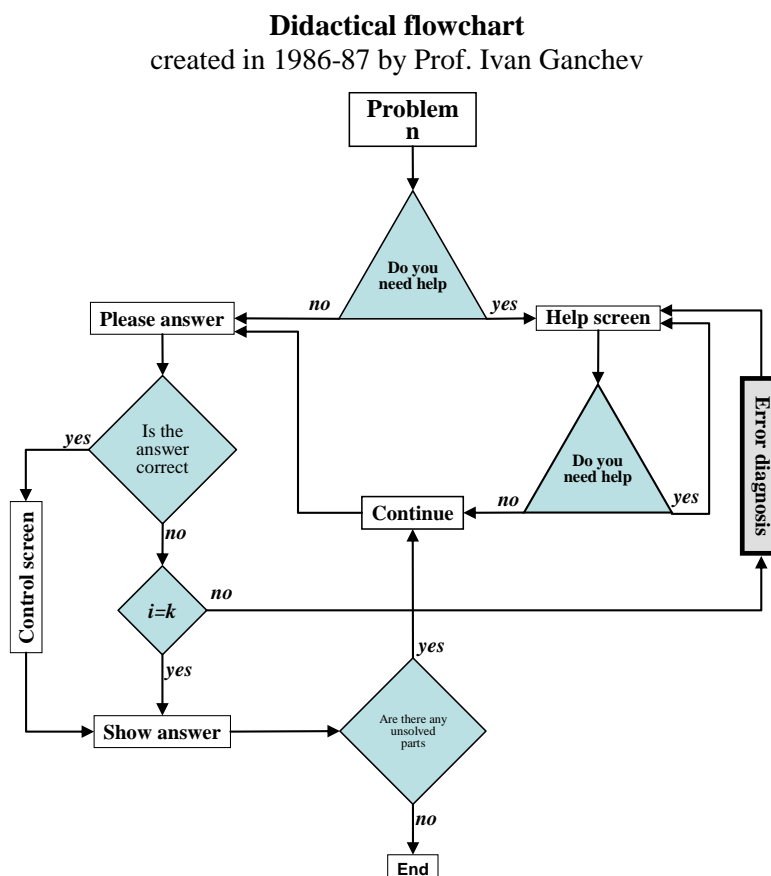 Didactical flowchart
created in 1986-87 by Prof. Ivan Ganchev
Problem
n
Do you
need help
no
yes
Please answer
Help screen
Is the
answer
correct
yes
no
Do you
need help
no
yes
Continue
Error diagnosis
Control screen
i=k
no
yes
yes
Show answer
Are there any
unsolved
parts
no
End